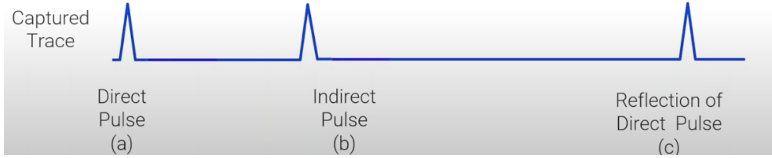 Captured
Trace
Direct
Pulse
(a)
Indirect
Pulse
(b)
Reflection of
Direct Pulse
(c)